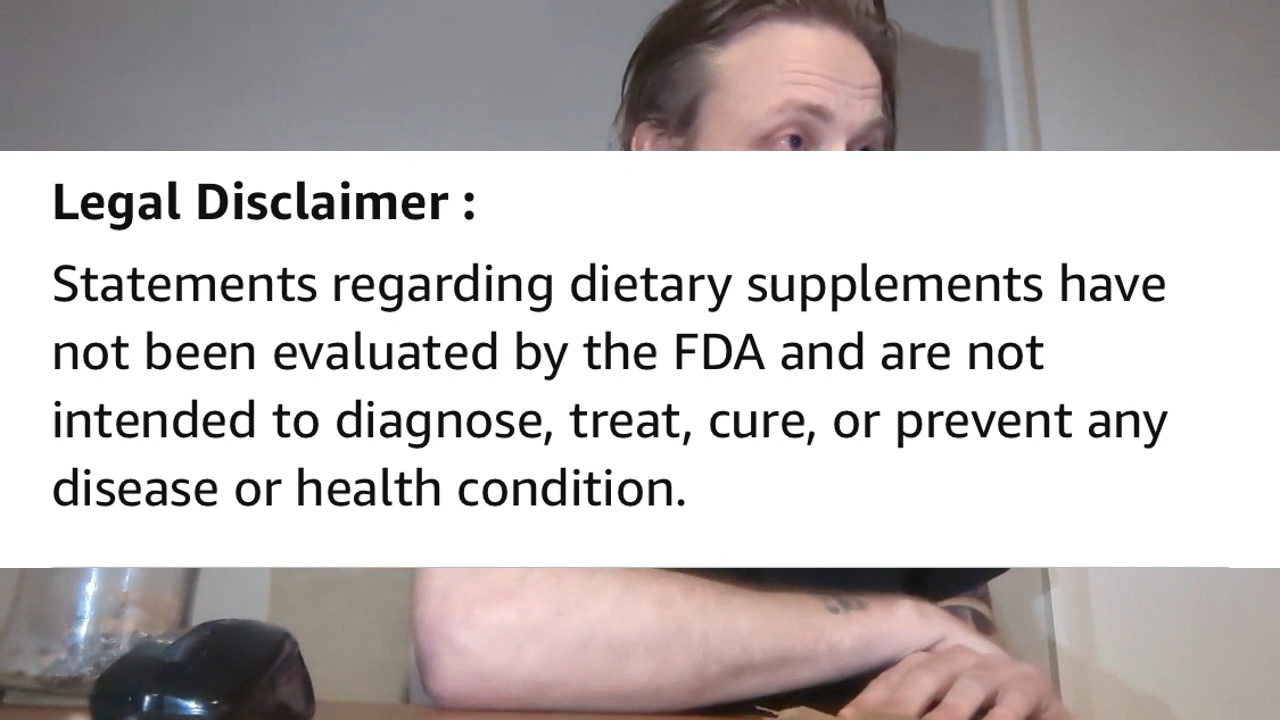 Legal Disclaimer :
Statements regarding dietary supplements have
not been evaluated by the FDA and are not
intended to diagnose, treat, cure, or prevent any
disease or health condition.